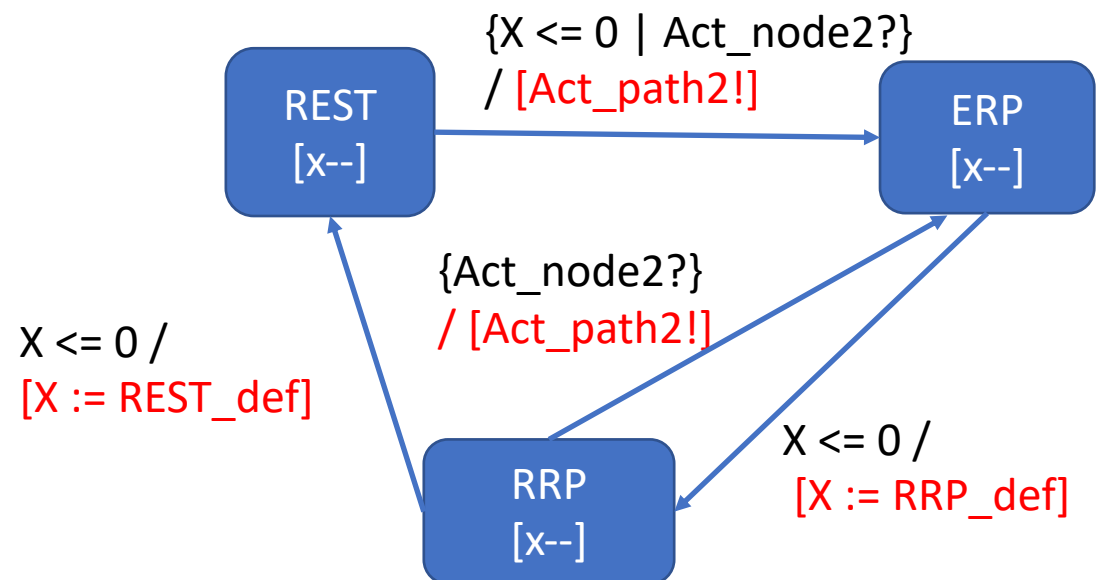 {X <= 0 | Act_node2?}
/ [Act_path2!]
REST
[x--]
ERP
[x--]
{Act_node2?}
/ [Act_path2!]
X <= 0 /
[X := REST_def]
X <= 0 /
[X := RRP_def]
RRP
[x--]